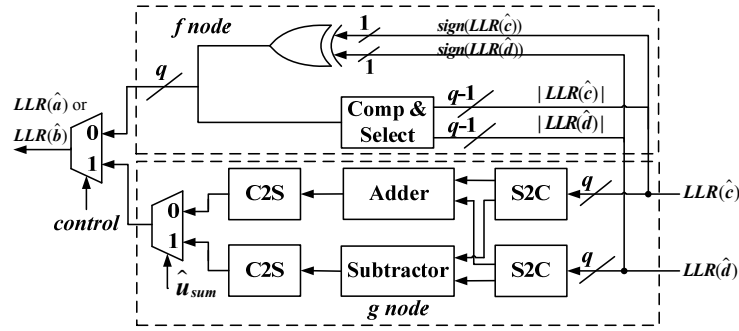 f node
1
sign(LLR(ĉ))
sign(LLR(d̂))
1
q
LLR(â) or
LLR(b̂)
0
1
control
Comp &
Select
q-1
|LLR(ĉ)|
q-1
|LLR(d̂)|
C2S
Adder
S2C
q
LLR(ĉ)
0
1
C2S
Subtractor
S2C
q
LLR(d̂)
û sum
g node